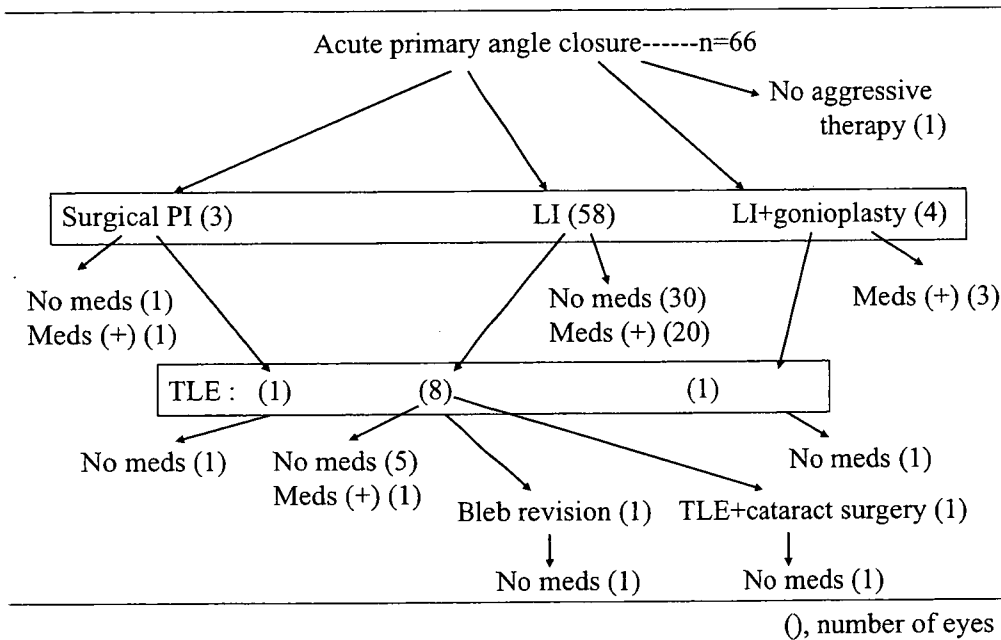 Acute primary angle closure------n=66
No aggressive
therapy (1)
Surgical PI (3) LI (58) LI+gonioplasty (4)
No meds (1)
Meds (+) (1)
No meds (30)
Meds (+) (20)
Meds (+) (3)
TLE : (1) (8) (1)
No meds (1)
No meds (5)
Meds (+) (1)
No meds (1)
Bleb revision (1)
TLE+cataract surgery (1)
No meds (1)
No meds (1)
(), number of eyes